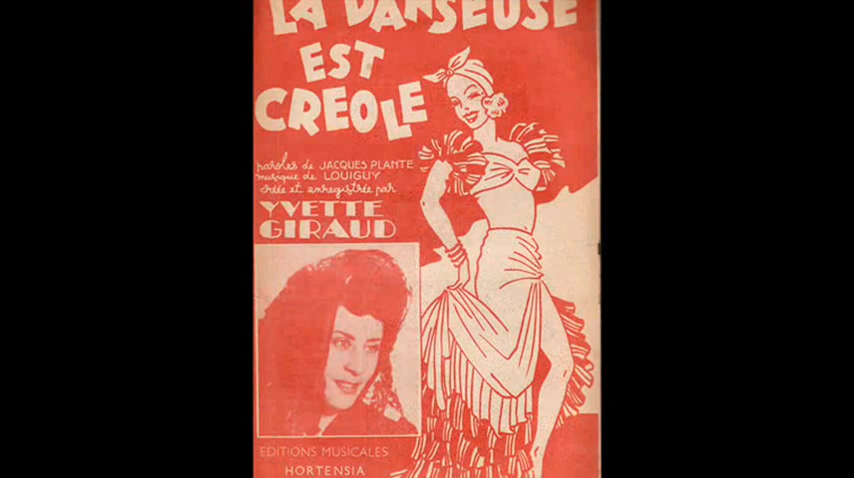 LA DANSEUSE
EST
CREOLE
paroles de JACQUES PLANTE
musique de LOUIGUY
créée et enregistrée par
YVETTE
GIRAUD
EDITIONS MUSICALES
HORTENSIA